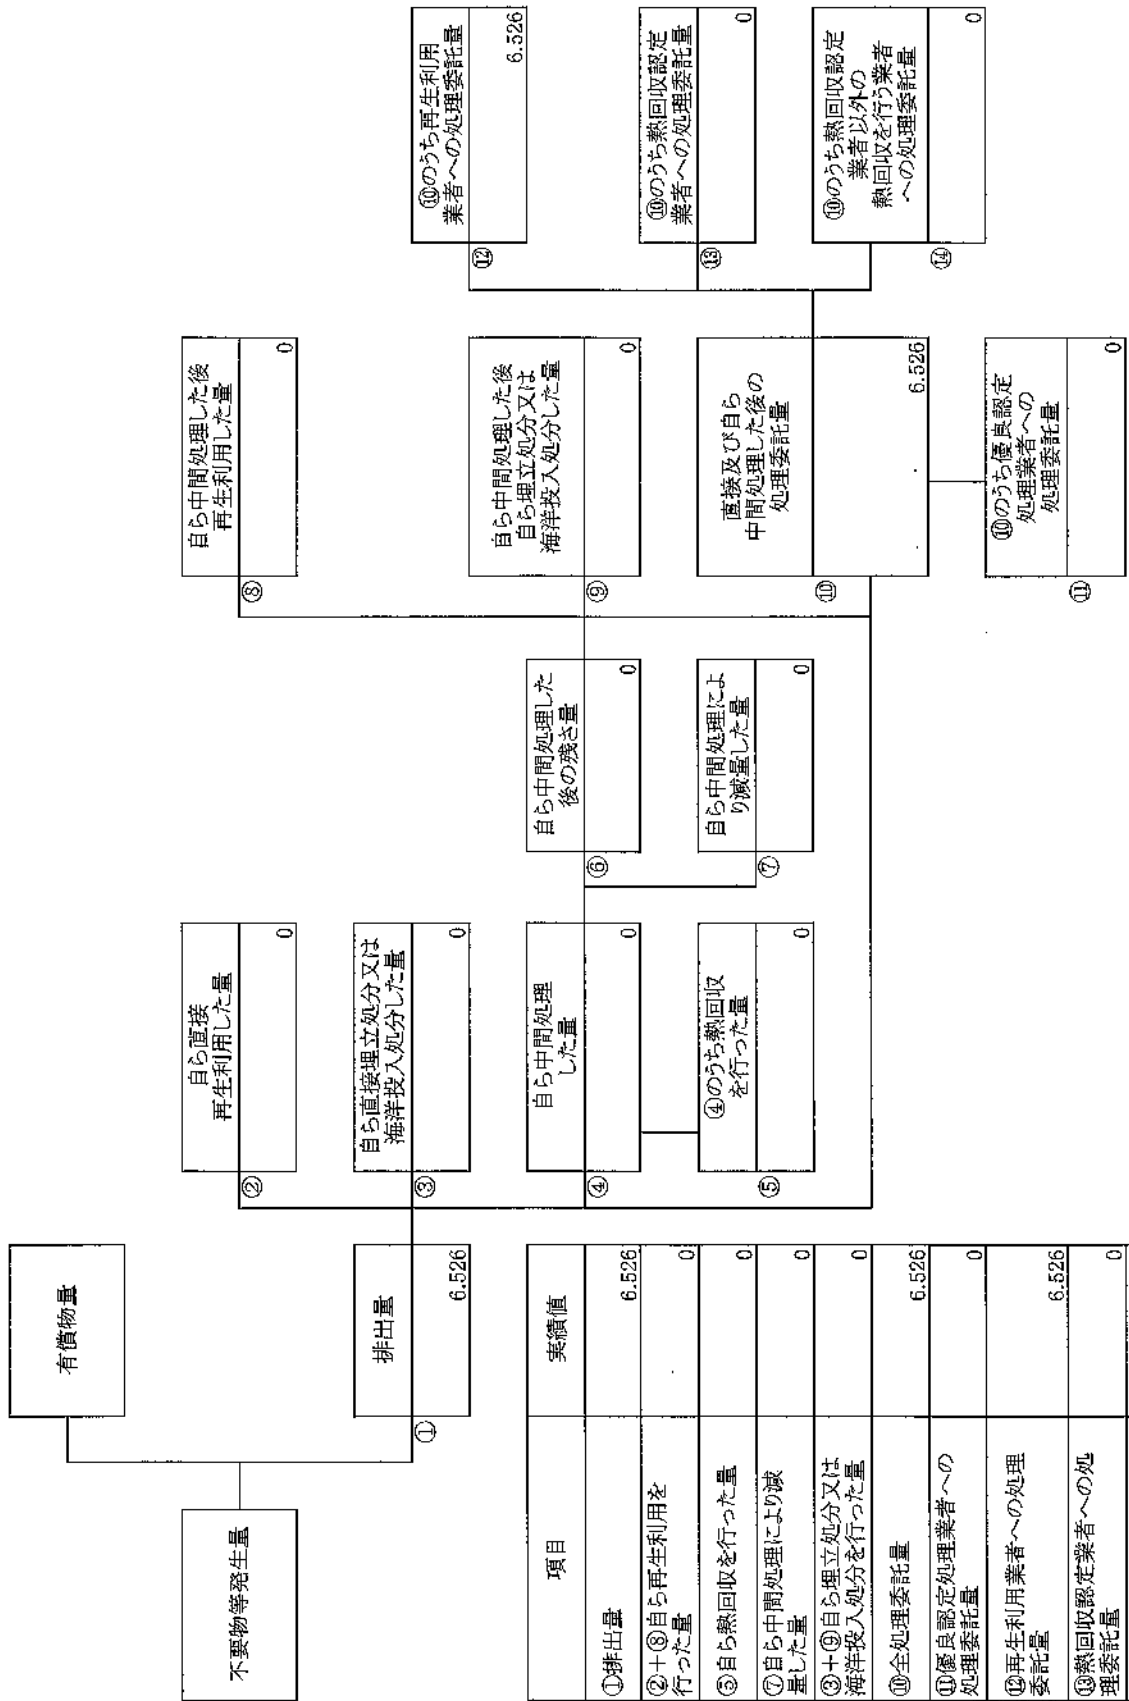 不要物等発生量
有償物量
①
排出量
6.526
②
自ら直接
再生利用した量
0
③
自ら直接埋立処分又は
海洋投入処分した量
0
④
自ら中間処理
した量
0
⑤
④のうち熱回収
を行った量
0
⑥
自ら中間処理した
後の残さ量
0
⑦
自ら中間処理によ
り減量した量
0
⑧
自ら中間処理した後
再生利用した量
0
⑨
自ら中間処理した後
自ら埋立処分又は
海洋投入処分した量
0
⑩
直接及び自ら
中間処理した後の
処理委託量
6.526
⑪
⑩のうち優良認定
処理業者への
処理委託量
0
⑫
⑩のうち再生利用
業者への処理委託量
6.526
⑬
⑩のうち熱回収認定
業者への処理委託量
0
⑭
⑩のうち熱回収認定
業者以外の
熱回収を行う業者
への処理委託量
0
項目 実績値
①排出量 6.526
②+⑧自ら再生利用を
行った量 0
⑤自ら熱回収を行った量 0
⑦自ら中間処理により減
量した量 0
③+⑨自ら埋立処分又は
海洋投入処分を行った量 0
⑩全処理委託量 6.526
⑪優良認定処理業者への
処理委託量 0
⑫再生利用業者への処理
委託量 6.526
⑬熱回収認定業者への処
理委託量 0